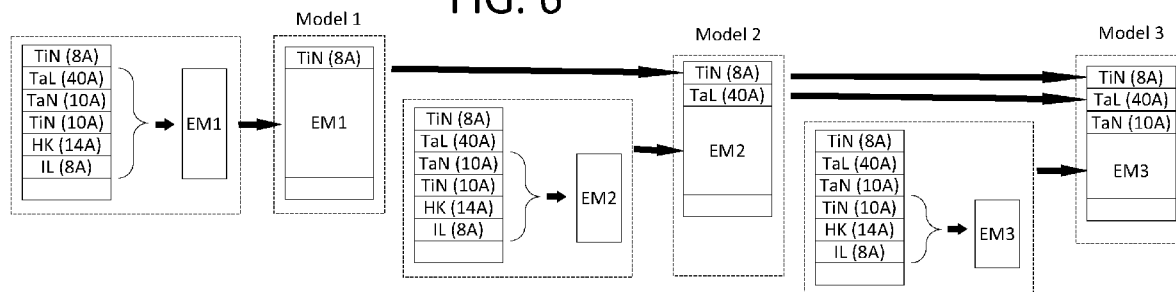 FIG. 6
Model 1
TiN (8A)
TaL (40A)
TaN (10A)
TiN (10A)
HK (14A)
IL (8A)
EM1
TiN (8A)
EM1
Model 2
TiN (8A)
TaL (40A)
TaN (10A)
TiN (10A)
HK (14A)
IL (8A)
EM2
TiN (8A)
TaL (40A)
EM2
Model 3
TiN (8A)
TaL (40A)
TaN (10A)
TiN (10A)
HK (14A)
IL (8A)
EM3
TiN (8A)
TaL (40A)
TaN (10A)
EM3